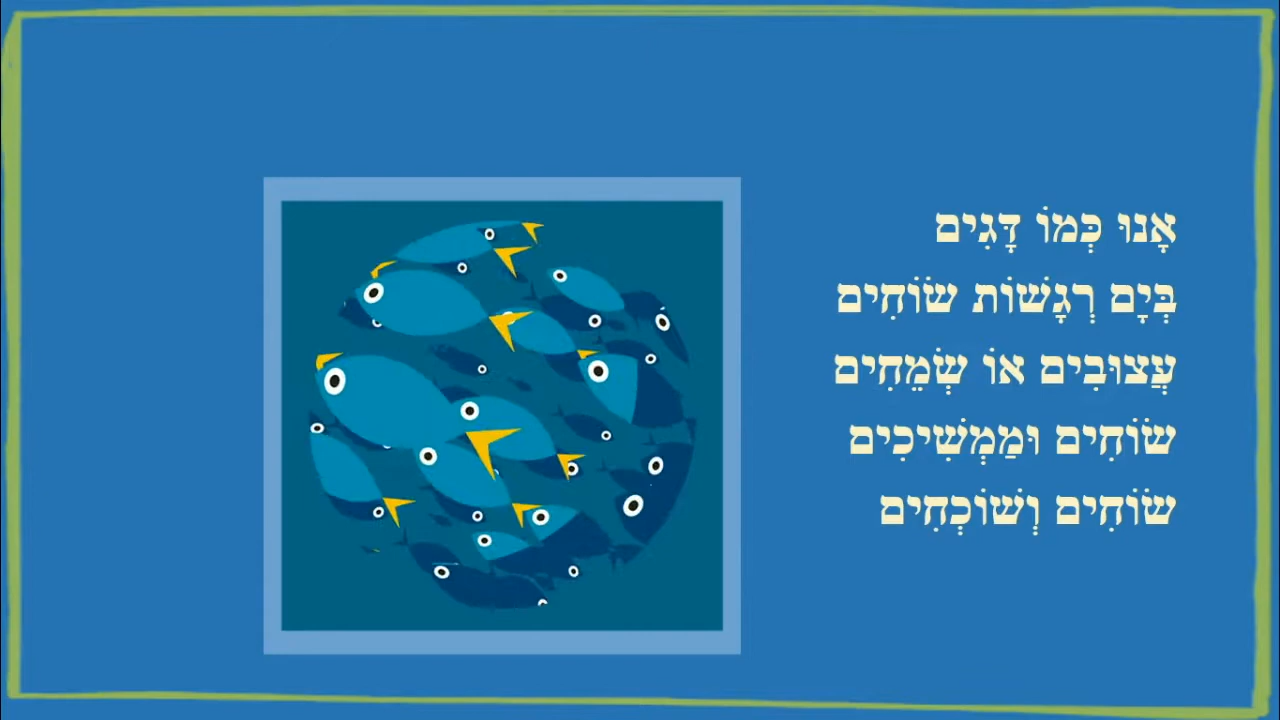 אָנוּ כְּמוֹ דָּגִים
בְּיָם רְגָשׁוֹת שׂוֹחִים
עֲצוּבִים אוֹ שְׂמֵחִים
שׂוֹחִים וּמַמְשִׁיכִים
שׂוֹחִים וְשׁוֹכְחִים